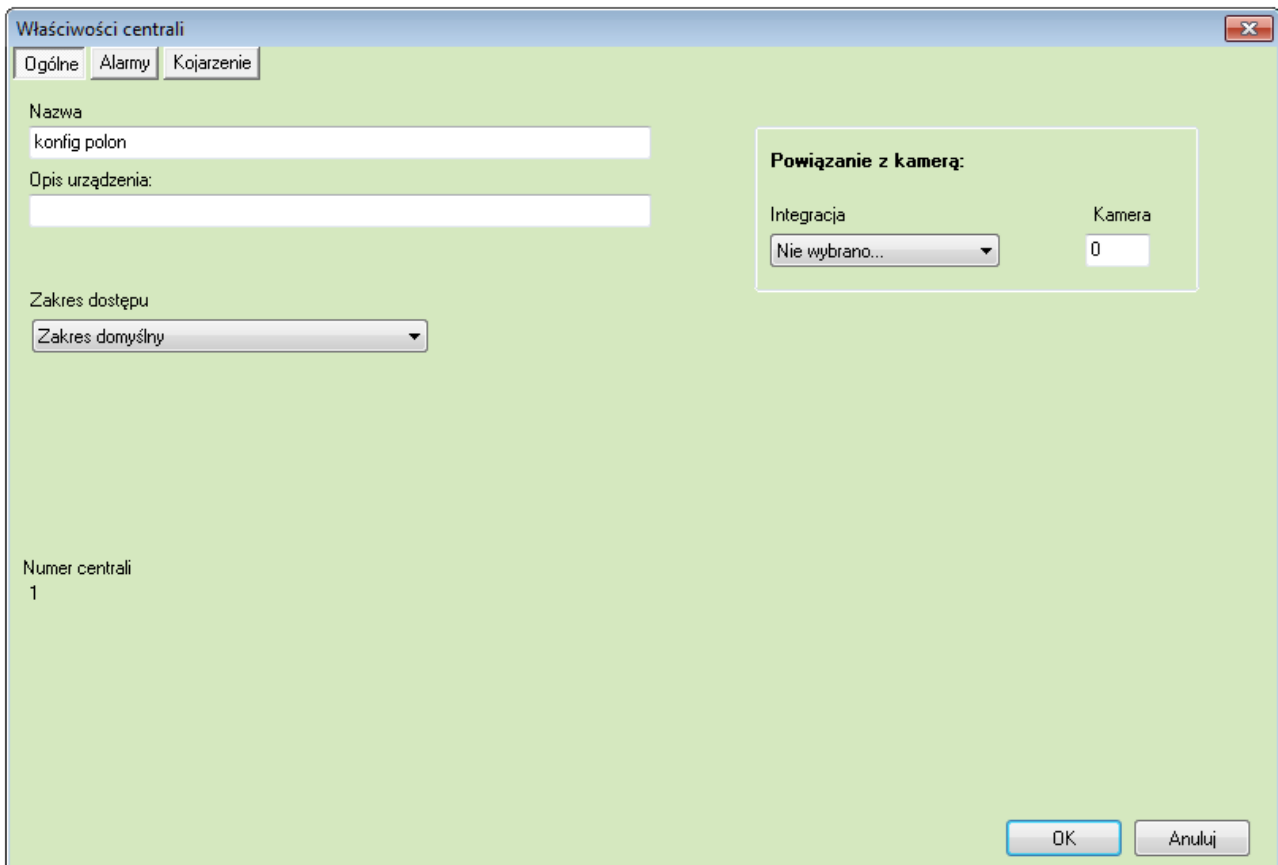 Właściwości centrali
Ogólne Alarmy Kojarzenie
Nazwa
konfig polon
Opis urządzenia:
Powiązanie z kamerą:
Integracja Kamera
Nie wybrano... 0
Zakres dostępu
Zakres domyślny
Numer centrali
1
OK Anuluj